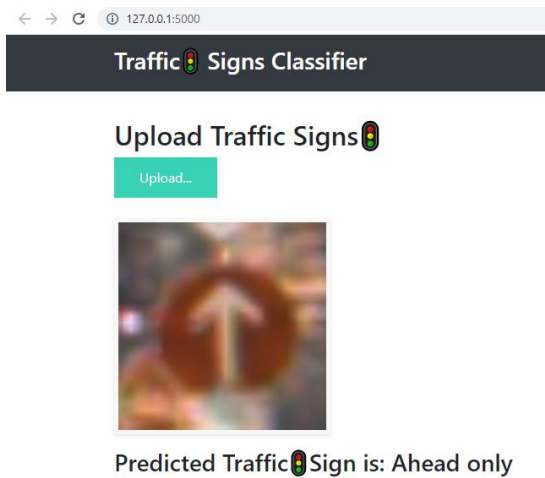 127.0.0.1:5000
Traffic🚦 Signs Classifier
Upload Traffic Signs🚦
Upload...
Predicted Traffic🚦Sign is: Ahead only